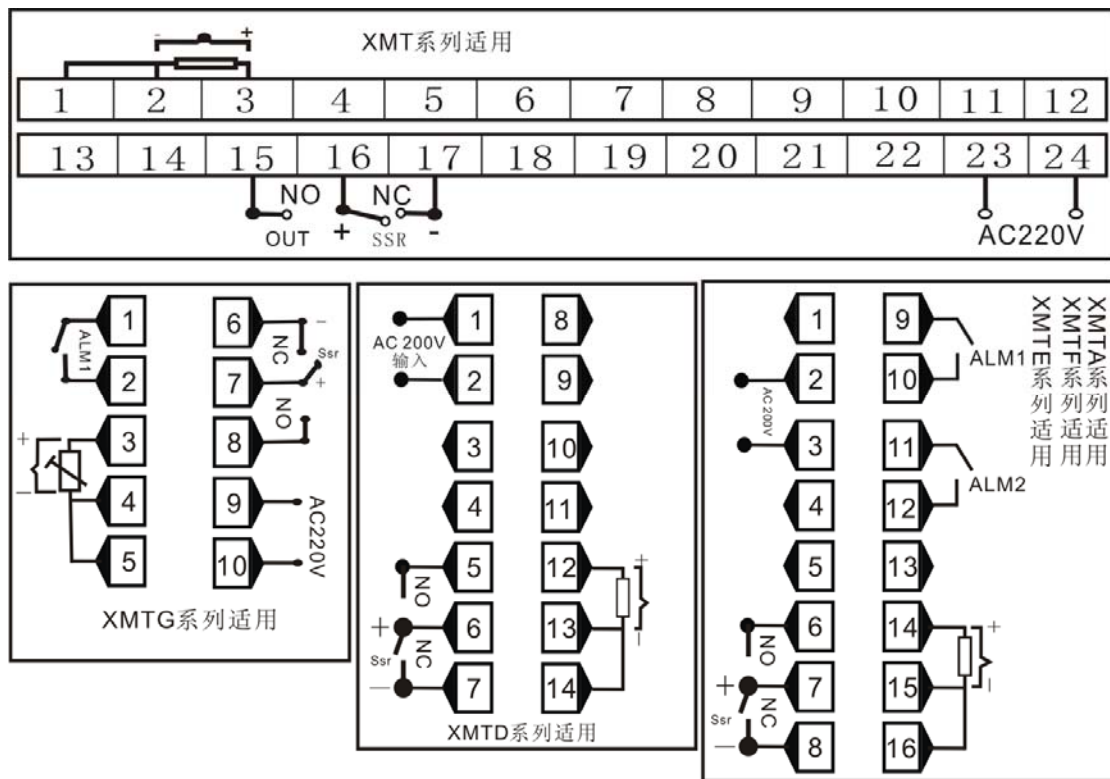 XMT系列适用
- +
1 2 3 4 5 6 7 8 9 10 11 12
13 14 15 16 17 18 19 20 21 22 23 24
NO NC
OUT + SSR -
AC220V
1 6 -
ALM1 NC Ssr
2 7 +
NO
+ 3 8
- 4 9
AC220V
5 10
XMTG系列适用
1 8
AC 200V
输入
2 9
3 10
4 11
5 12 +
NO
+ 6 13 -
Ssr NC
— 7 14
XMTD系列适用
XMTA系列适用
XMTF系列适用
XMTE系列适用
1 9
ALM1
2 10
AC 200V
3 11
ALM2
4 12
5 13
6 14 +
NO
+ 7 15 -
Ssr NC
— 8 16